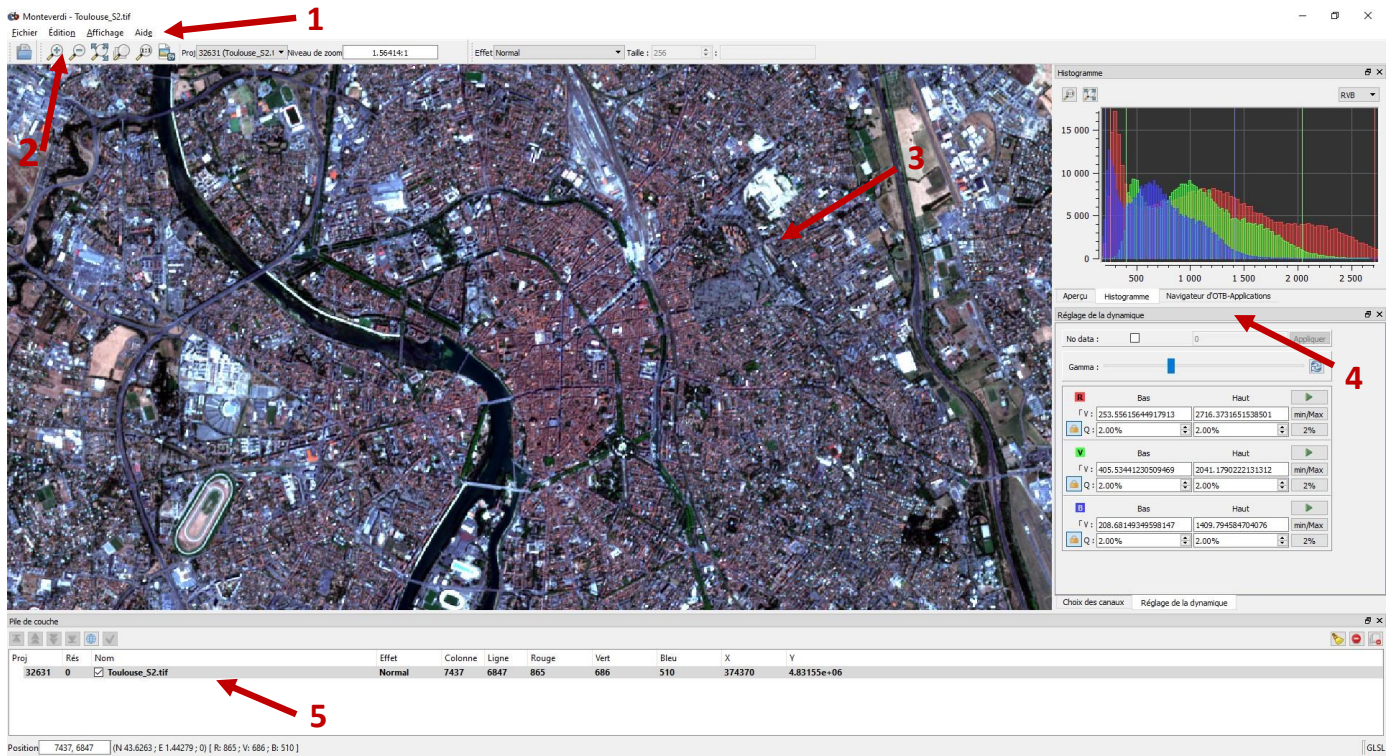 Monteverdi - Toulouse_S2.tif
1
Fichier Édition Affichage Aide
Proj 32631 (Toulouse_S2.t Niveau de zoom 1.56414:1 Effet Normal Taille : 256 :
2
3
Histogramme
RVB
15 000
10 000
5 000
0
500 1 000 1 500 2 000 2 500
Aperçu Histogramme Navigateur d'OTB-Applications
Réglage de la dynamique
No data : 0 Appliquer
4
Gamma :
R Bas Haut
V : 253.55615644917913 2716.3731651538501 min/Max
Q : 2.00% 2.00% 2%
V Bas Haut
V : 405.53441230509469 2041.1790222131312 min/Max
Q : 2.00% 2.00% 2%
B Bas Haut
V : 208.68149349598147 1409.794584704076 min/Max
Q : 2.00% 2.00% 2%
Choix des canaux Réglage de la dynamique
Pile de couche
Proj Rés Nom Effet Colonne Ligne Rouge Vert Bleu X Y
32631 0 Toulouse_S2.tif Normal 7437 6847 865 686 510 374370 4.83155e+06
5
Position 7437, 6847 (N 43.6263 ; E 1.44279 ; 0) [ R: 865 ; V: 686 ; B: 510 ]